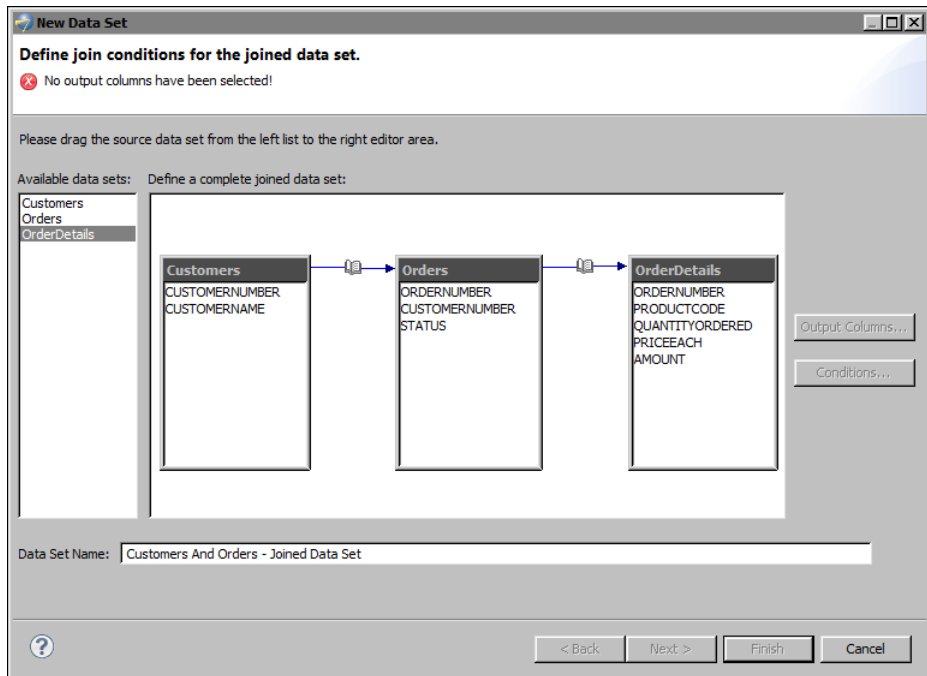 New Data Set
Define join conditions for the joined data set.
No output columns have been selected!
Please drag the source data set from the left list to the right editor area.
Available data sets:
Define a complete joined data set:
Customers
Orders
OrderDetails
Customers
CUSTOMERNUMBER
CUSTOMERNAME
Orders
ORDERNUMBER
CUSTOMERNUMBER
STATUS
OrderDetails
ORDERNUMBER
PRODUCTCODE
QUANTITYORDERED
PRICEEACH
AMOUNT
Output Columns...
Conditions...
Data Set Name: Customers And Orders - Joined Data Set
?
< Back
Next >
Finish
Cancel